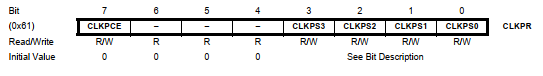 Bit 7 6 5 4 3 2 1 0
(0x61) CLKPCE – – – CLKPS3 CLKPS2 CLKPS1 CLKPS0 CLKPR
Read/Write R/W R R R R/W R/W R/W R/W
Initial Value 0 0 0 0 See Bit Description